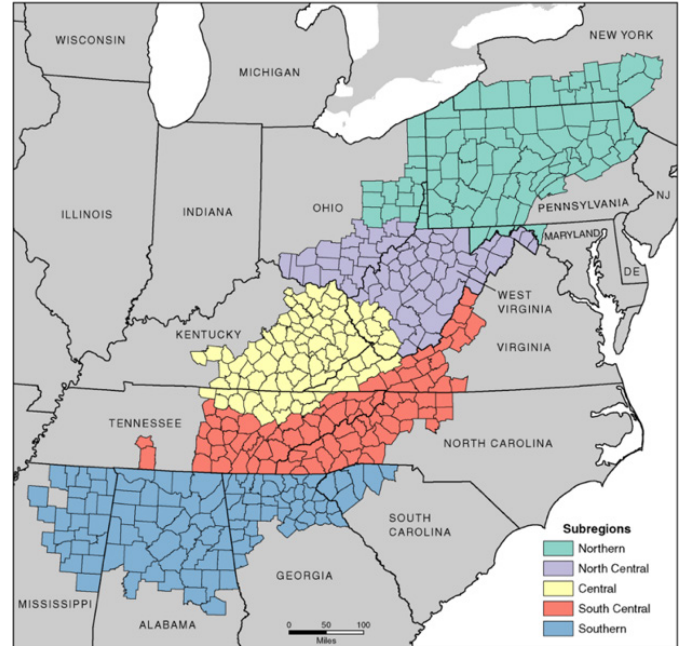 WISCONSIN
NEW YORK
MICHIGAN
ILLINOIS
INDIANA
OHIO
PENNSYLVANIA
NJ
MARYLAND
DE
WEST
VIRGINIA
KENTUCKY
VIRGINIA
TENNESSEE
NORTH CAROLINA
SOUTH
CAROLINA
GEORGIA
MISSISSIPPI
ALABAMA
0 50 100
Miles
Subregions
Northern
North Central
Central
South Central
Southern